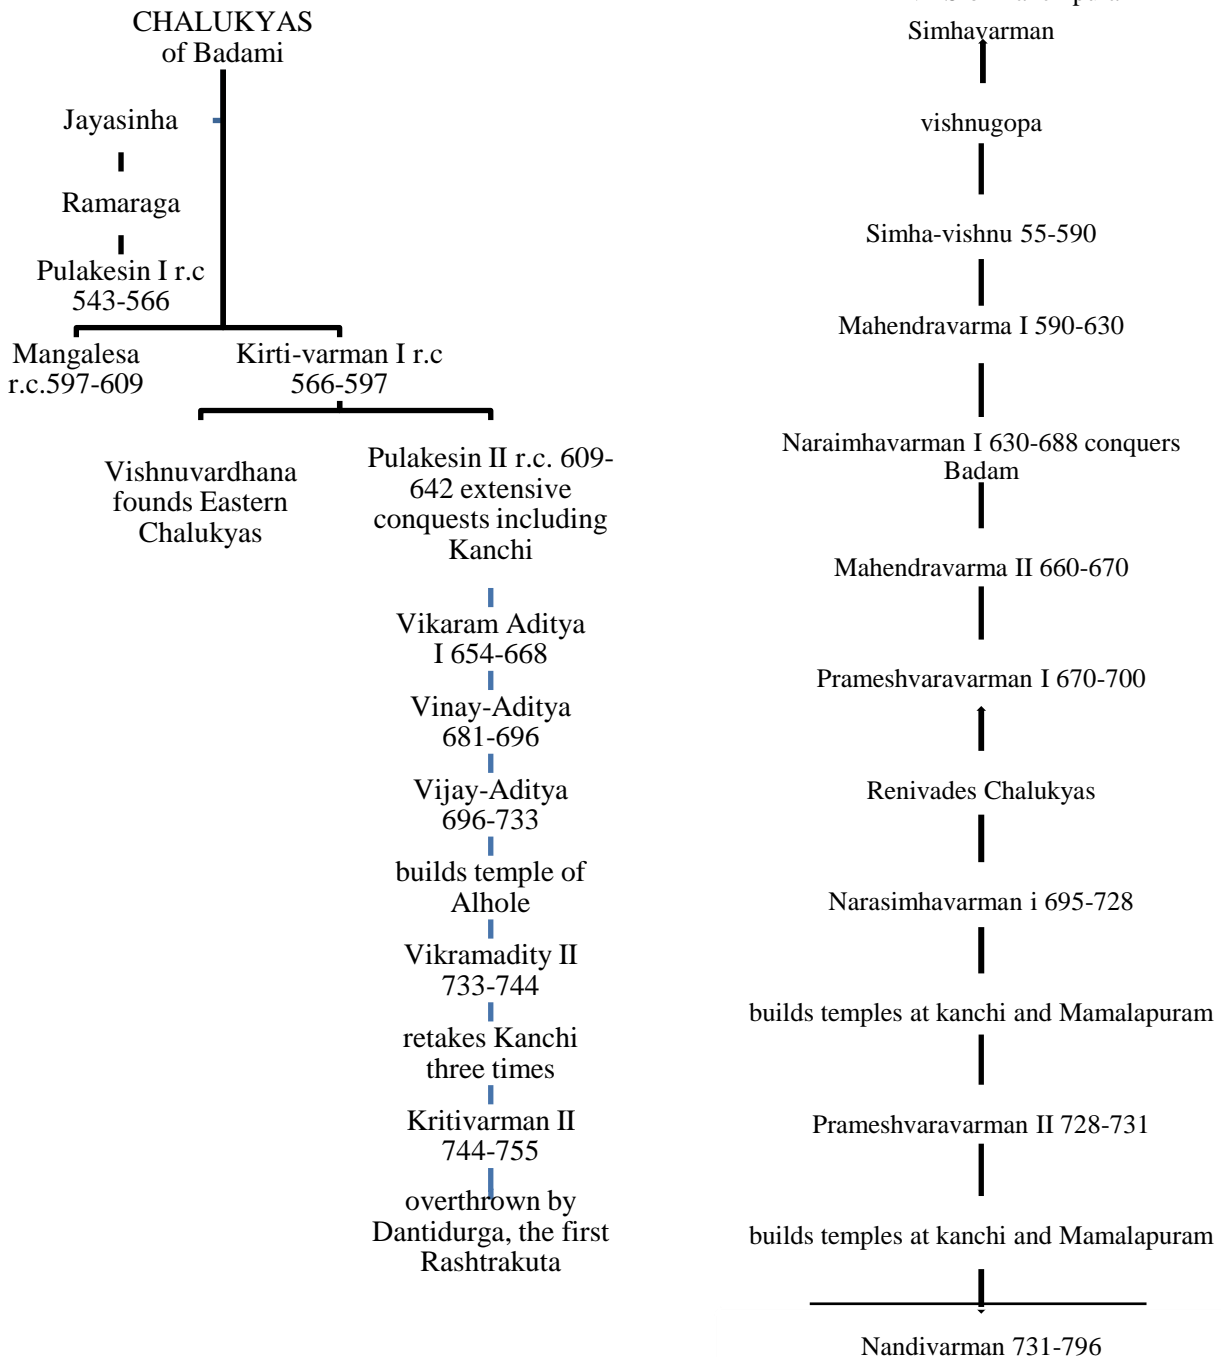 CHALUKYAS
of Badami
Jayasinha
Ramaraga
Pulakesin I r.c
543-566
Mangalesa
r.c.597-609
Kirti-varman I r.c
566-597
Vishnuvardhana
founds Eastern
Chalukyas
Pulakesin II r.c. 609-
642 extensive
conquests including
Kanchi
Vikaram Aditya
I 654-668
Vinay-Aditya
681-696
Vijay-Aditya
696-733
builds temple of
Alhole
Vikramadity II
733-744
retakes Kanchi
three times
Kritivarman II
744-755
overthrown by
Dantidurga, the first
Rashtrakuta
Simhavarman
vishnugopa
Simha-vishnu 55-590
Mahendravarma I 590-630
Naraimhavarman I 630-688 conquers
Badam
Mahendravarma II 660-670
Prameshvaravarman I 670-700
Renivades Chalukyas
Narasimhavarman i 695-728
builds temples at kanchi and Mamalapuram
Prameshvaravarman II 728-731
builds temples at kanchi and Mamalapuram
Nandivarman 731-796